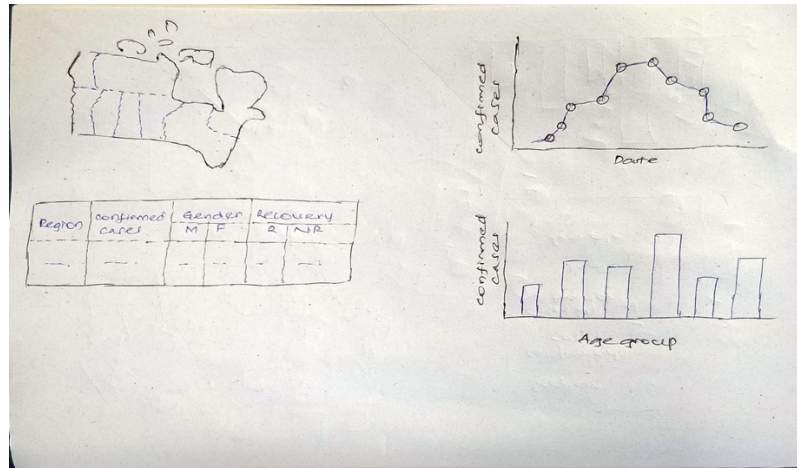 confirmed
cases
Date
Region
confirmed
cases
Gender
M F
Recovery
R NR
confirmed
cases
Age group